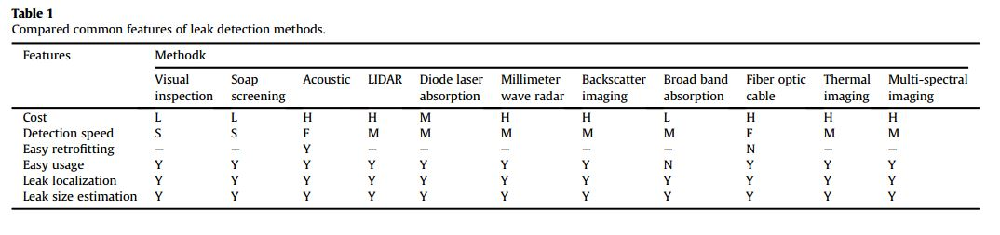 Table 1
Compared common features of leak detection methods.
Features Methodk
Visual Soap Acoustic LIDAR Diode laser Millimeter Backscatter Broad band Fiber optic Thermal Multi-spectral
inspection screening absorption wave radar imaging absorption cable imaging imaging
Cost L L H H M H H L H H H
Detection speed S S F M M M M M F M M
Easy retrofitting – – Y – – – – – N – –
Easy usage Y Y Y Y Y Y Y N Y Y Y
Leak localization Y Y Y Y Y Y Y Y Y Y Y
Leak size estimation Y Y Y Y Y Y Y Y Y Y Y